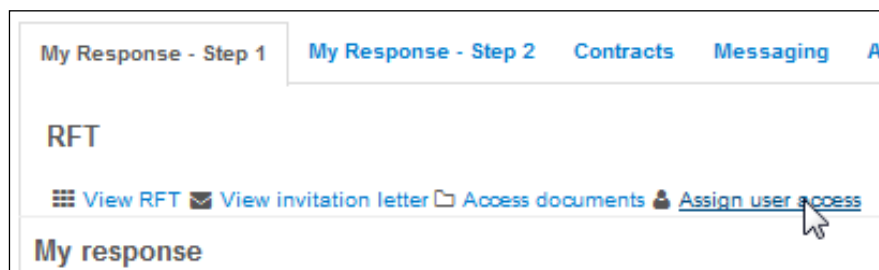 My Response - Step 1 My Response - Step 2 Contracts Messaging A
RFT
View RFT View invitation letter Access documents Assign user access
My response